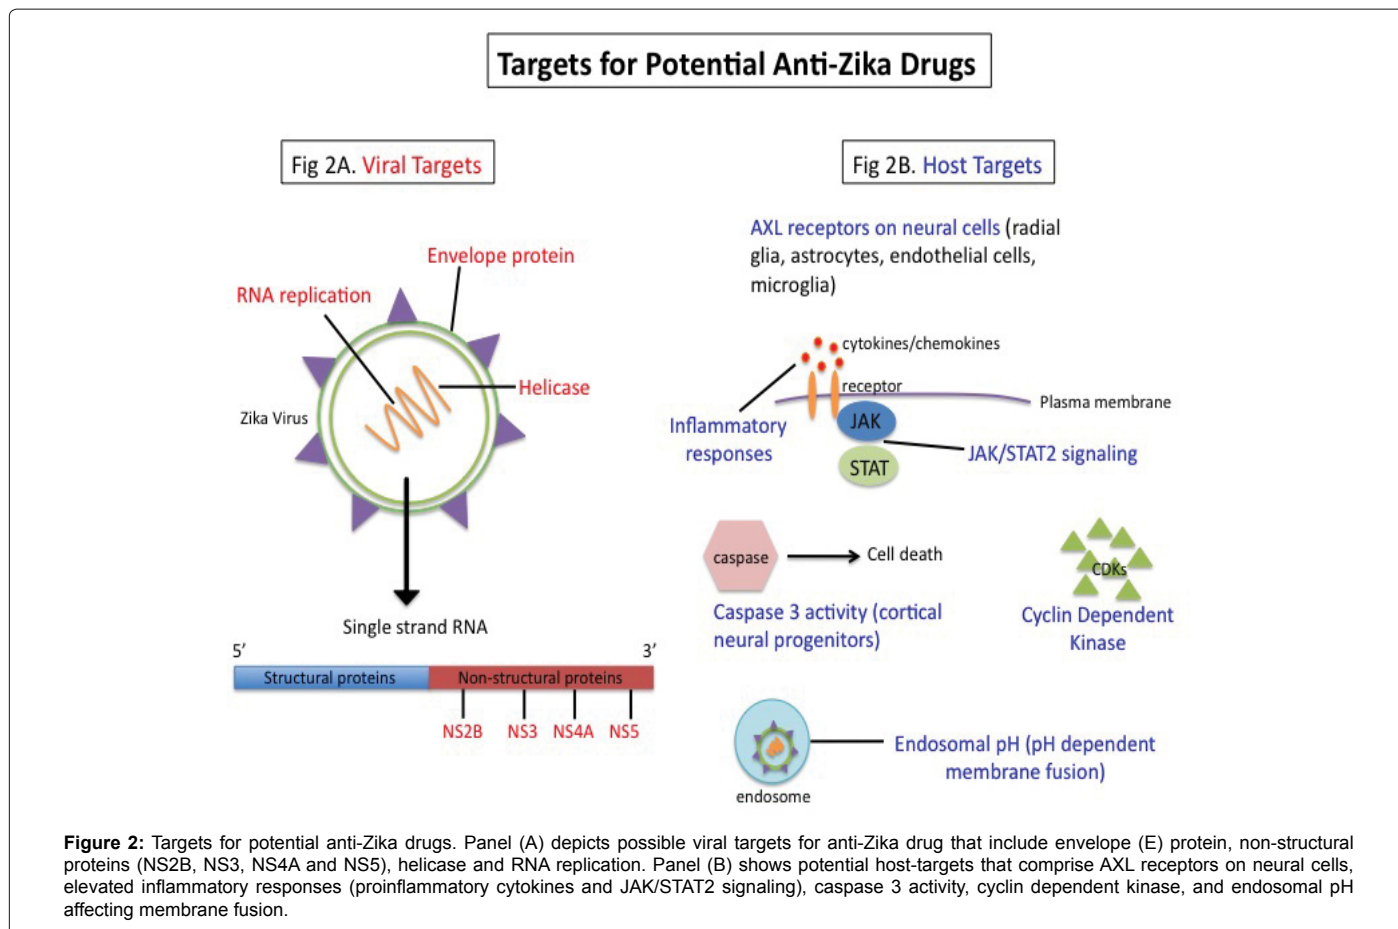 Targets for Potential Anti-Zika Drugs
Fig 2A. Viral Targets
Envelope protein
RNA replication
Helicase
Zika Virus
Single strand RNA
5’
3’
Structural proteins
Non-structural proteins
NS2B
NS3
NS4A
NS5
Fig 2B. Host Targets
AXL receptors on neural cells (radial
glia, astrocytes, endothelial cells,
microglia)
cytokines/chemokines
receptor
Plasma membrane
Inflammatory
responses
JAK
STAT
JAK/STAT2 signaling
caspase
Cell death
Caspase 3 activity (cortical
neural progenitors)
CDKs
Cyclin Dependent
Kinase
endosome
Endosomal pH (pH dependent
membrane fusion)
Figure 2: Targets for potential anti-Zika drugs. Panel (A) depicts possible viral targets for anti-Zika drug that include envelope (E) protein, non-structural
proteins (NS2B, NS3, NS4A and NS5), helicase and RNA replication. Panel (B) shows potential host-targets that comprise AXL receptors on neural cells,
elevated inflammatory responses (proinflammatory cytokines and JAK/STAT2 signaling), caspase 3 activity, cyclin dependent kinase, and endosomal pH
affecting membrane fusion.